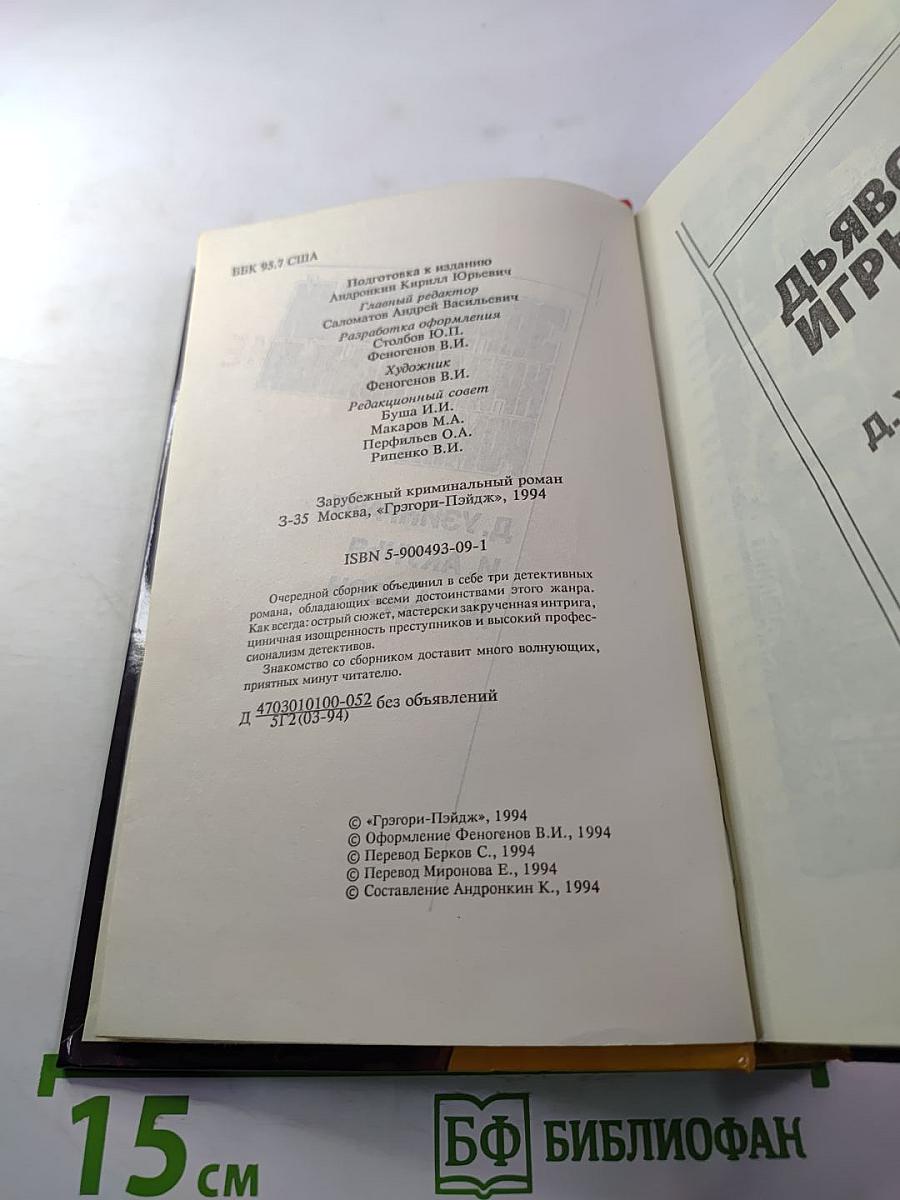 ББК 95.7 США
Подготовка к изданию
Андронкин Кирилл Юрьевич
Главный редактор
Саломатов Андрей Васильевич
Разработка оформления
Столбов Ю.П.
Феногенов В.И.
Художник
Феногенов В.И.
Редакционный совет
Буша И.И.
Макаров М.А.
Перфильев О.А.
Рипенко В.И.
Зарубежный криминальный роман
З-35 Москва, «Грэгори-Пэйдж», 1994
ISBN 5-900493-09-1
Очередной сборник объединил в себе три детективных
романа, обладающих всеми достоинствами этого жанра.
Как всегда: острый сюжет, мастерски закрученная интрига,
циничная изощренность преступников и высокий профес-
сионализм детективов.
Знакомство со сборником доставит много волнующих,
приятных минут читателю.
Д 4703010100-052 без объявлений
5Г2(03-94)
© «Грэгори-Пэйдж», 1994
© Оформление Феногенов В.И., 1994
© Перевод Берков С., 1994
© Перевод Миронова Е., 1994
© Составление Андронкин К., 1994
ДЬЯВО
ИГРЫ
Д.
15 см
БФ БИБЛИОФАН